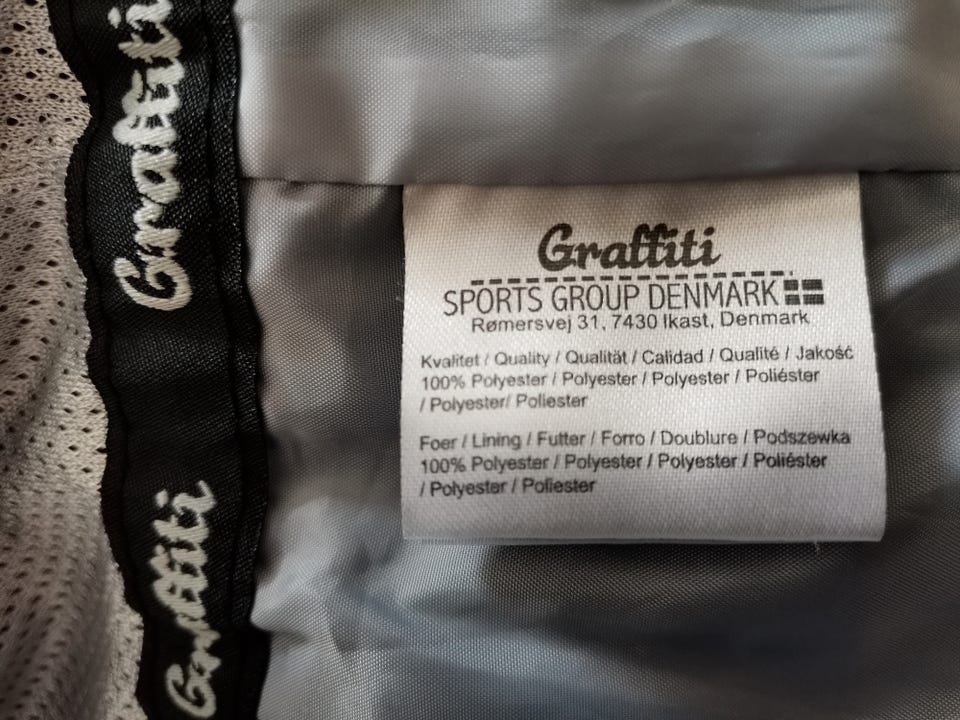 Graffiti
Graffiti
Graffiti
SPORTS GROUP DENMARK
Rømersvej 31, 7430 Ikast, Denmark
Kvalitet / Quality / Qualität / Calidad / Qualité / Jakość
100% Polyester / Polyester / Polyester / Poliéster
/ Polyester/ Poliester
Foer / Lining / Futter / Forro / Doublure / Podszewka
100% Polyester / Polyester / Polyester / Poliéster
/ Polyester / Poliester